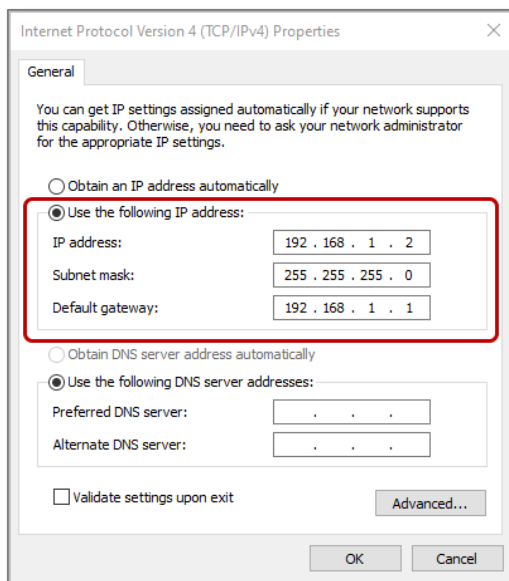 Internet Protocol Version 4 (TCP/IPv4) Properties
General
You can get IP settings assigned automatically if your network supports
this capability. Otherwise, you need to ask your network administrator
for the appropriate IP settings.
Obtain an IP address automatically
Use the following IP address:
IP address: 192 . 168 . 1 . 2
Subnet mask: 255 . 255 . 255 . 0
Default gateway: 192 . 168 . 1 . 1
Obtain DNS server address automatically
Use the following DNS server addresses:
Preferred DNS server: . . .
Alternate DNS server: . . .
Validate settings upon exit
Advanced...
OK Cancel